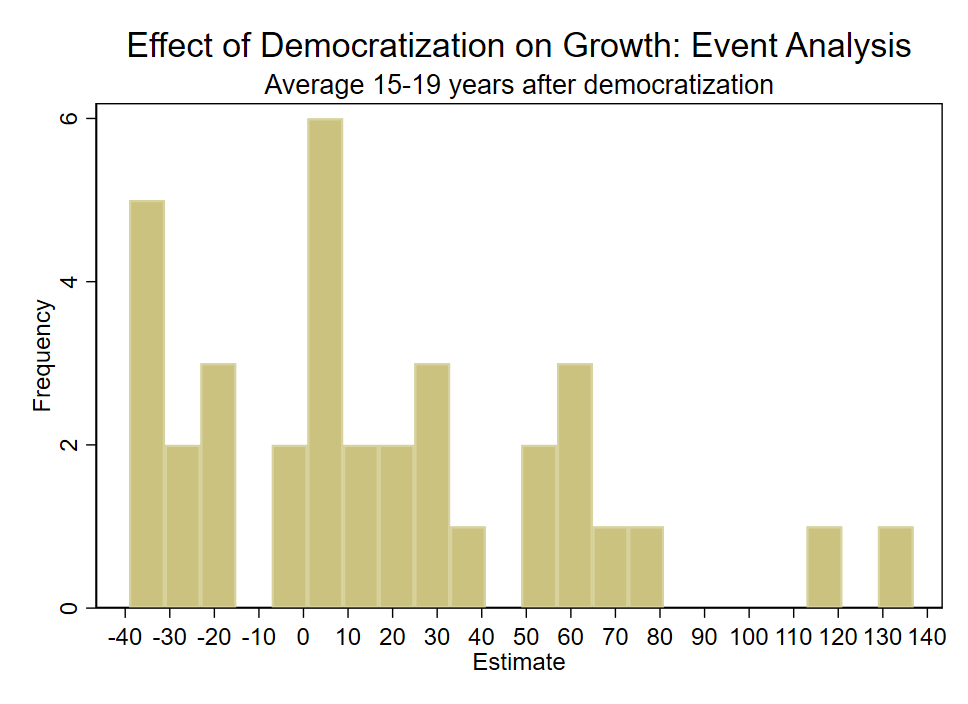 Effect of Democratization on Growth: Event Analysis
Average 15-19 years after democratization
6
4
2
0
Frequency
-40 -30 -20 -10 0 10 20 30 40 50 60 70 80 90 100 110 120 130 140
Estimate